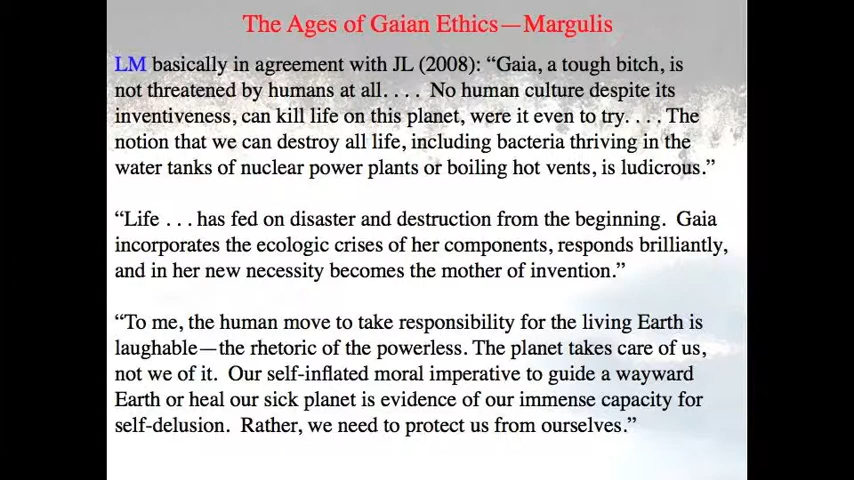 The Ages of Gaian Ethics—Margulis
LM basically in agreement with JL (2008): “Gaia, a tough bitch, is
not threatened by humans at all. . . .  No human culture despite its
inventiveness, can kill life on this planet, were it even to try. . . .  The
notion that we can destroy all life, including bacteria thriving in the
water tanks of nuclear power plants or boiling hot vents, is ludicrous.”
“Life . . . has fed on disaster and destruction from the beginning.  Gaia
incorporates the ecologic crises of her components, responds brilliantly,
and in her new necessity becomes the mother of invention.”
“To me, the human move to take responsibility for the living Earth is
laughable—the rhetoric of the powerless. The planet takes care of us,
not we of it.  Our self-inflated moral imperative to guide a wayward
Earth or heal our sick planet is evidence of our immense capacity for
self-delusion.  Rather, we need to protect us from ourselves.”